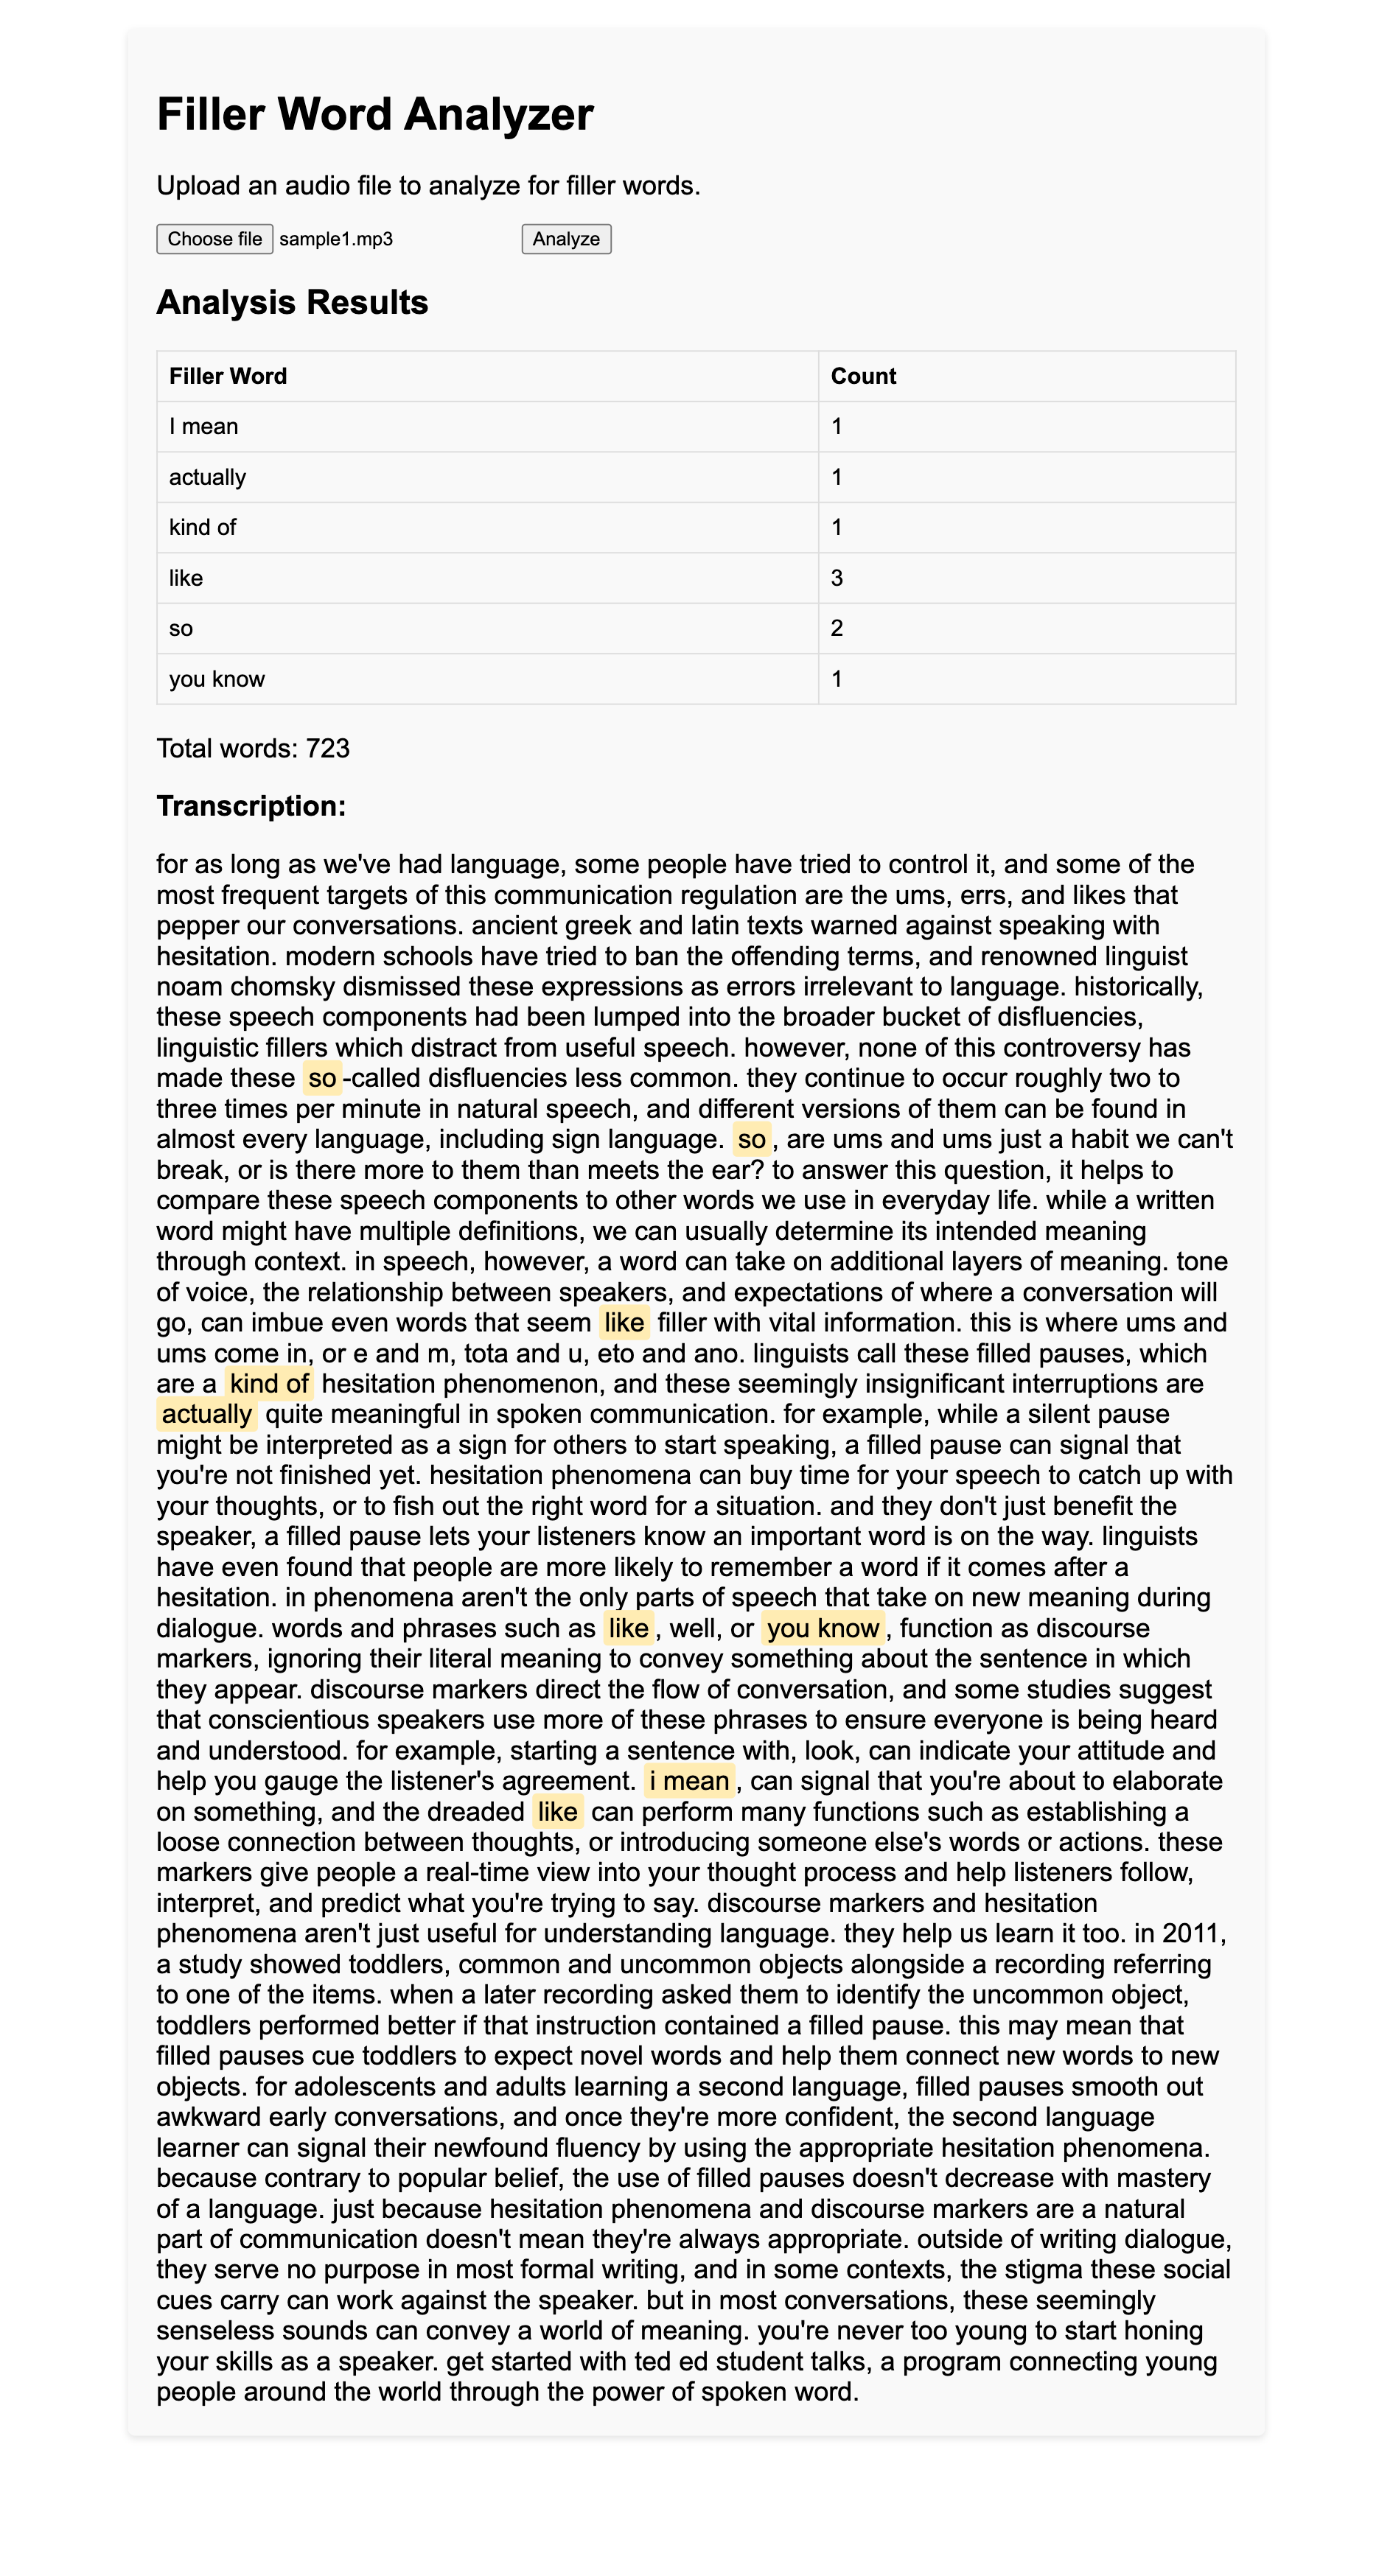 Filler Word Analyzer
Upload an audio file to analyze for filler words.
Choose file sample1.mp3 Analyze
Analysis Results
Filler Word Count
I mean 1
actually 1
kind of 1
like 3
so 2
you know 1
Total words: 723
Transcription:
for as long as we've had language, some people have tried to control it, and some of the
most frequent targets of this communication regulation are the ums, errs, and likes that
pepper our conversations. ancient greek and latin texts warned against speaking with
hesitation. modern schools have tried to ban the offending terms, and renowned linguist
noam chomsky dismissed these expressions as errors irrelevant to language. historically,
these speech components had been lumped into the broader bucket of disfluencies,
linguistic fillers which distract from useful speech. however, none of this controversy has
made these so-called disfluencies less common. they continue to occur roughly two to
three times per minute in natural speech, and different versions of them can be found in
almost every language, including sign language. so, are ums and ums just a habit we can't
break, or is there more to them than meets the ear? to answer this question, it helps to
compare these speech components to other words we use in everyday life. while a written
word might have multiple definitions, we can usually determine its intended meaning
through context. in speech, however, a word can take on additional layers of meaning. tone
of voice, the relationship between speakers, and expectations of where a conversation will
go, can imbue even words that seem like filler with vital information. this is where ums and
ums come in, or e and m, tota and u, eto and ano. linguists call these filled pauses, which
are a kind of hesitation phenomenon, and these seemingly insignificant interruptions are
actually quite meaningful in spoken communication. for example, while a silent pause
might be interpreted as a sign for others to start speaking, a filled pause can signal that
you're not finished yet. hesitation phenomena can buy time for your speech to catch up with
your thoughts, or to fish out the right word for a situation. and they don't just benefit the
speaker, a filled pause lets your listeners know an important word is on the way. linguists
have even found that people are more likely to remember a word if it comes after a
hesitation. in phenomena aren't the only parts of speech that take on new meaning during
dialogue. words and phrases such as like, well, or you know, function as discourse
markers, ignoring their literal meaning to convey something about the sentence in which
they appear. discourse markers direct the flow of conversation, and some studies suggest
that conscientious speakers use more of these phrases to ensure everyone is being heard
and understood. for example, starting a sentence with, look, can indicate your attitude and
help you gauge the listener's agreement. i mean, can signal that you're about to elaborate
on something, and the dreaded like can perform many functions such as establishing a
loose connection between thoughts, or introducing someone else's words or actions. these
markers give people a real-time view into your thought process and help listeners follow,
interpret, and predict what you're trying to say. discourse markers and hesitation
phenomena aren't just useful for understanding language. they help us learn it too. in 2011,
a study showed toddlers, common and uncommon objects alongside a recording referring
to one of the items. when a later recording asked them to identify the uncommon object,
toddlers performed better if that instruction contained a filled pause. this may mean that
filled pauses cue toddlers to expect novel words and help them connect new words to new
objects. for adolescents and adults learning a second language, filled pauses smooth out
awkward early conversations, and once they're more confident, the second language
learner can signal their newfound fluency by using the appropriate hesitation phenomena.
because contrary to popular belief, the use of filled pauses doesn't decrease with mastery
of a language. just because hesitation phenomena and discourse markers are a natural
part of communication doesn't mean they're always appropriate. outside of writing dialogue,
they serve no purpose in most formal writing, and in some contexts, the stigma these social
cues carry can work against the speaker. but in most conversations, these seemingly
senseless sounds can convey a world of meaning. you're never too young to start honing
your skills as a speaker. get started with ted ed student talks, a program connecting young
people around the world through the power of spoken word.